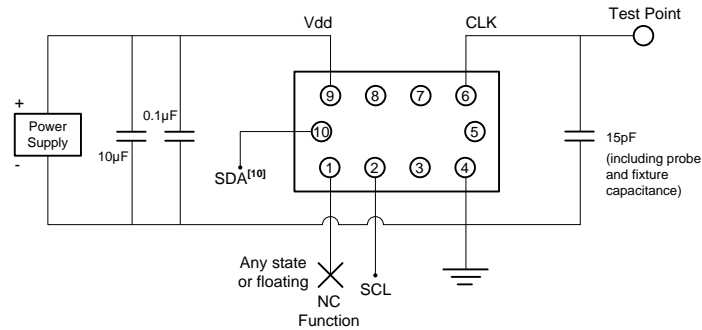 Vdd
CLK
Test Point
+
Power
Supply
-
10µF
0.1µF
9
8
7
6
10
5
1
2
3
4
SDA[10]
15pF
(including probe
and fixture
capacitance)
Any state
or floating
NC
Function
SCL